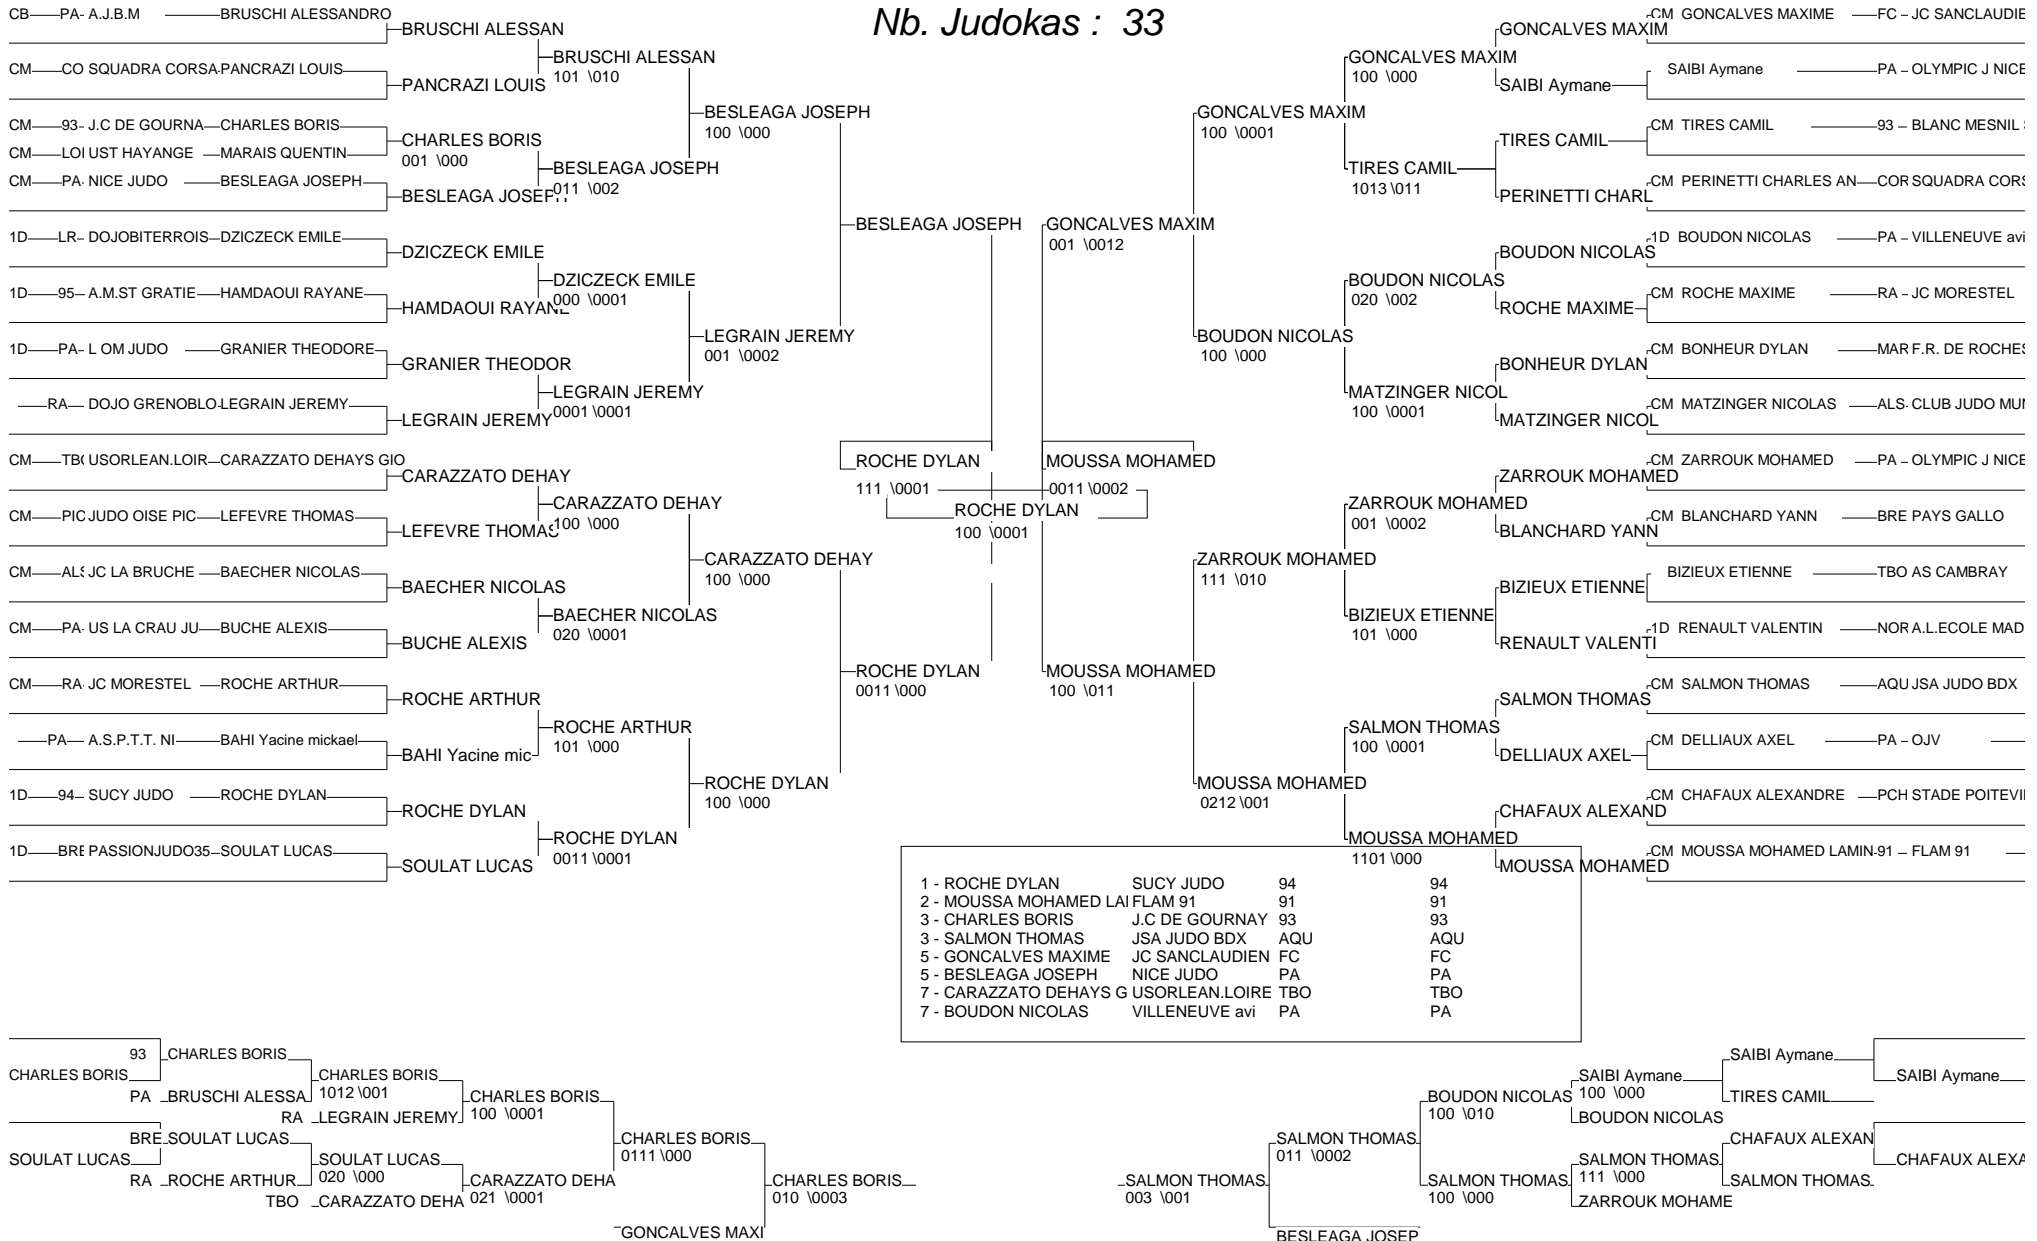 Nb. Judokas : 33
CB PA- A.J.B.M BRUSCHI ALESSANDRO
CM CO SQUADRA CORSA PANCRAZI LOUIS
CM 93- J.C DE GOURNA CHARLES BORIS
CM LOI UST HAYANGE MARAIS QUENTIN
CM PA- NICE JUDO BESLEAGA JOSEPH
1D LR- DOJOBITERROIS DZICZECK EMILE
1D 95- A.M.ST GRATIE HAMDAOUI RAYANE
1D PA- L OM JUDO GRANIER THEODORE
RA DOJO GRENOBLO LEGRAIN JEREMY
CM TB( USORLEAN.LOIR CARAZZATO DEHAYS GIO
CM PIC JUDO OISE PIC LEFEVRE THOMAS
CM JC LA BRUCHE BAECHER NICOLAS
CM PA- US LA CRAU JU BUCHE ALEXIS
CM RA- JC MORESTEL ROCHE ARTHUR
PA A.S.P.T.T. NI BAHI Yacine mickael
1D 94- SUCY JUDO ROCHE DYLAN
1D BRE PASSIONJUDO35 SOULAT LUCAS
BRUSCHI ALESSAN
PANCRAZI LOUIS
CHARLES BORIS
001 \000
BESLEAGA JOSEP
DZICZECK EMILE
HAMDAOUI RAYANE
GRANIER THEODOR
LEGRAIN JEREMY
CARAZZATO DEHAY
LEFEVRE THOMAS
BAECHER NICOLAS
BUCHE ALEXIS
ROCHE ARTHUR
BAHI Yacine mic
ROCHE DYLAN
SOULAT LUCAS
BRUSCHI ALESSAN
101 \010
BESLEAGA JOSEPH
011 \002
DZICZECK EMILE
000 \0001
LEGRAIN JEREMY
0001 \0001
CARAZZATO DEHAY
100 \000
BAECHER NICOLAS
020 \0001
ROCHE ARTHUR
101 \000
ROCHE DYLAN
0011 \0001
BESLEAGA JOSEPH
100 \000
LEGRAIN JEREMY
001 \0002
CARAZZATO DEHAY
100 \000
ROCHE DYLAN
100 \000
BESLEAGA JOSEPH
ROCHE DYLAN
0011 \000
ROCHE DYLAN
111 \0001
MOUSSA MOHAMED
0011 \0002
ROCHE DYLAN
100 \0001
GONCALVES MAXIM
001 \0012
MOUSSA MOHAMED
100 \011
GONCALVES MAXIM
100 \0001
BOUDON NICOLAS
100 \000
ZARROUK MOHAMED
111 \010
MOUSSA MOHAMED
0212 \001
GONCALVES MAXIM
100 \000
TIRES CAMIL
1013 \011
BOUDON NICOLAS
020 \002
MATZINGER NICOL
100 \0001
ZARROUK MOHAMED
001 \0002
BIZIEUX ETIENNE
101 \000
SALMON THOMAS
100 \0001
MOUSSA MOHAMED
1101 \000
GONCALVES MAXIM
SAIBI Aymane
TIRES CAMIL
PERINETTI CHARL
BOUDON NICOLAS
ROCHE MAXIME
BONHEUR DYLAN
MATZINGER NICOL
ZARROUK MOHAMED
BLANCHARD YANN
BIZIEUX ETIENNE
RENAULT VALENTI
SALMON THOMAS
DELLIAUX AXEL
CHAFAUX ALEXAND
MOUSSA MOHAMED
CM GONCALVES MAXIME FC - JC SANCLAUDIE
SAIBI Aymane PA - OLYMPIC J NICE
CM TIRES CAMIL 93 - BLANC MESNIL
CM PERINETTI CHARLES AN COR SQUADRA CORS
1D BOUDON NICOLAS PA - VILLENEUVE avi
CM ROCHE MAXIME RA - JC MORESTEL
CM BONHEUR DYLAN MAR F.R. DE ROCHES
CM MATZINGER NICOLAS ALS- CLUB JUDO MUN
CM ZARROUK MOHAMED PA - OLYMPIC J NICE
CM BLANCHARD YANN BRE PAYS GALLO
BIZIEUX ETIENNE TBO AS CAMBRAY
1D RENAULT VALENTIN NOR A.L.ECOLE MAD
CM SALMON THOMAS AQU JSA JUDO BDX
CM DELLIAUX AXEL PA - OJV
CM CHAFAUX ALEXANDRE PCH STADE POITEVI
CM MOUSSA MOHAMED LAMIN 91 - FLAM 91
1 - ROCHE DYLAN SUCY JUDO 94 94
2 - MOUSSA MOHAMED LAI FLAM 91 91 91
3 - CHARLES BORIS J.C DE GOURNAY 93 93
3 - SALMON THOMAS JSA JUDO BDX AQU AQU
5 - GONCALVES MAXIME JC SANCLAUDIEN FC FC
5 - BESLEAGA JOSEPH NICE JUDO PA PA
7 - CARAZZATO DEHAYS G USORLEAN.LOIRE TBO TBO
7 - BOUDON NICOLAS VILLENEUVE avi PA PA
93 CHARLES BORIS
CHARLES BORIS
PA BRUSCHI ALESSA
CHARLES BORIS
1012 \001
RA LEGRAIN JEREMY
CHARLES BORIS
100 \0001
BRE SOULAT LUCAS
SOULAT LUCAS
RA ROCHE ARTHUR
SOULAT LUCAS
020 \000
TBO CARAZZATO DEHA
CARAZZATO DEHA
021 \0001
CHARLES BORIS
0111 \000
GONCALVES MAXI
CHARLES BORIS
010 \0003
SALMON THOMAS
003 \001
SALMON THOMAS
011 \0002
BESLEAGA JOSEP
BOUDON NICOLAS
100 \010
SALMON THOMAS
100 \000
SAIBI Aymane
100 \000
BOUDON NICOLAS
SALMON THOMAS
111 \000
ZARROUK MOHAME
SAIBI Aymane
TIRES CAMIL
CHAFAUX ALEXAN
SALMON THOMAS
SAIBI Aymane
CHAFAUX ALEXA